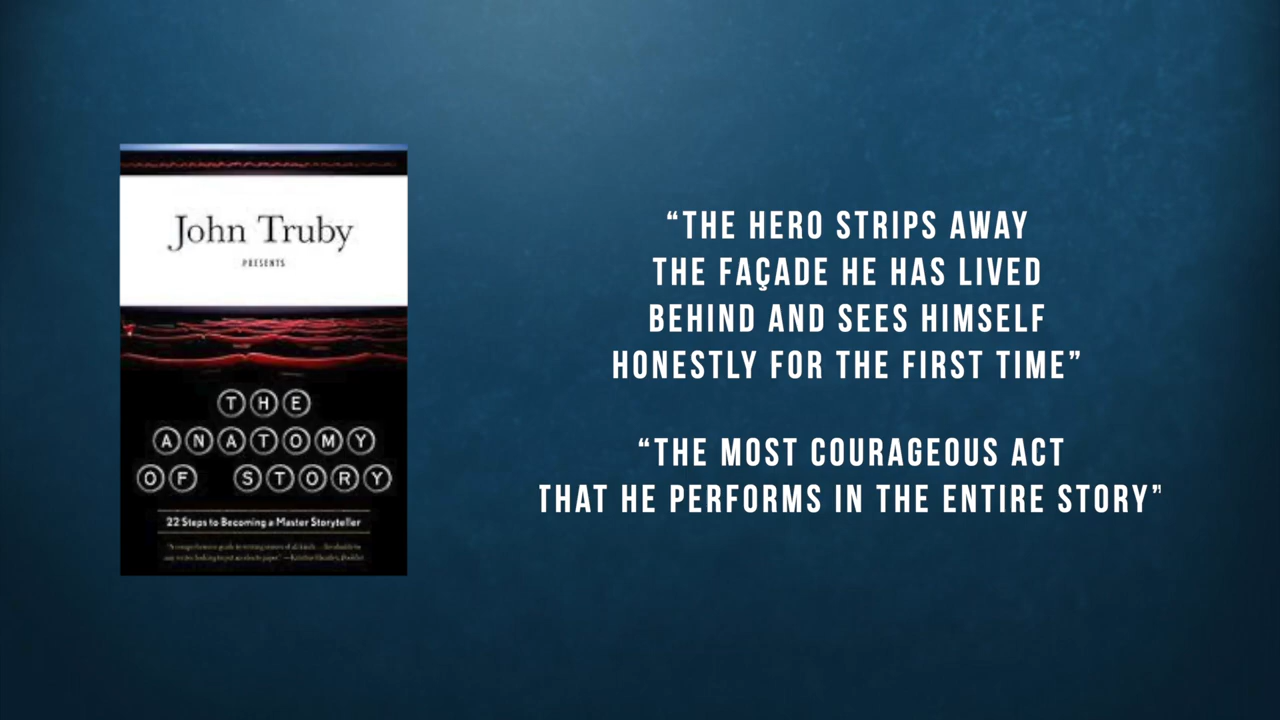 John Truby
PRESENTS
THE
ANATOMY
OF STORY
22 Steps to Becoming a Master Storyteller
“THE HERO STRIPS AWAY
THE FAÇADE HE HAS LIVED
BEHIND AND SEES HIMSELF
HONESTLY FOR THE FIRST TIME”
“THE MOST COURAGEOUS ACT
THAT HE PERFORMS IN THE ENTIRE STORY”